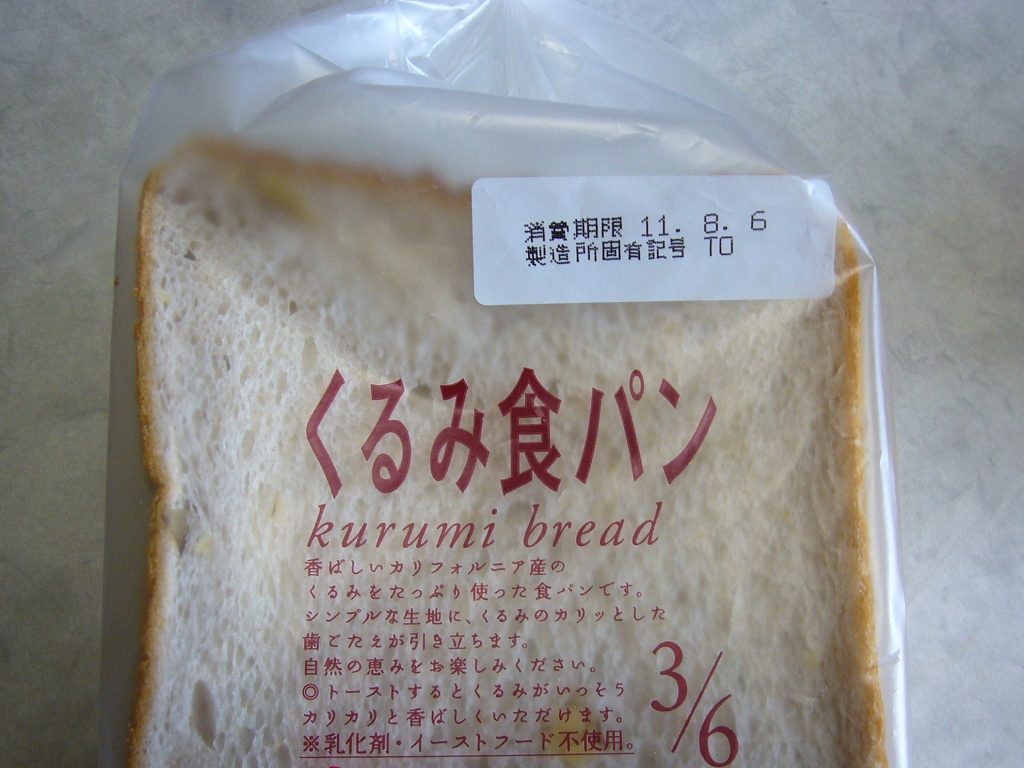 消費期限 11. 8. 6
製造所固有記号 TO
くるみ食パン
kurumi bread
香ばしいカリフォルニア産の
くるみをたっぷり使った食パンです。
シンプルな生地に、くるみのカリッとした
歯ごたえが引き立ちます。
自然の恵みをお楽しみください。
◎トーストするとくるみがいっそう
カリカリと香ばしくいただけます。
※乳化剤・イーストフード不使用。
3/6